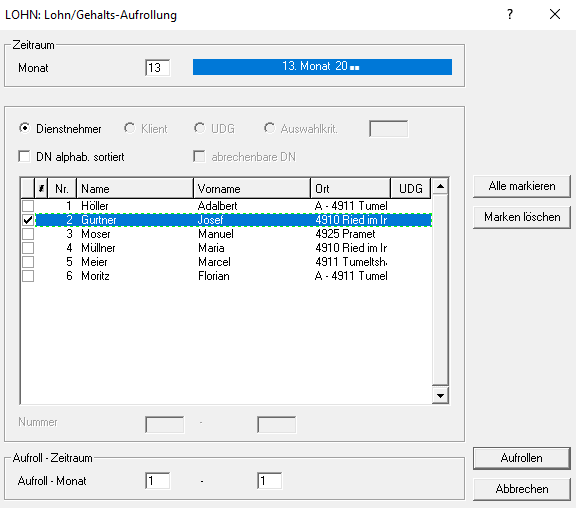 LOHN: Lohn/Gehalts-Aufrollung ?
Zeitraum
Monat 13 13. Monat 20
Dienstnehmer Klient UDG Auswahlkrit.
DN alphab. sortiert abrechenbare DN
# Nr. Name Vorname Ort UDG
1 Höller Adalbert A - 4911 Tumel
2 Gurtner Josef 4910 Ried im Ir
3 Moser Manuel 4925 Pramet
4 Müllner Maria 4910 Ried im Ir
5 Meier Marcel 4911 Tumeltsh
6 Moritz Florian A - 4911 Tumel
Alle markieren
Marken löschen
Nummer -
Aufroll - Zeitraum
Aufroll - Monat 1 - 1
Aufrollen
Abbrechen